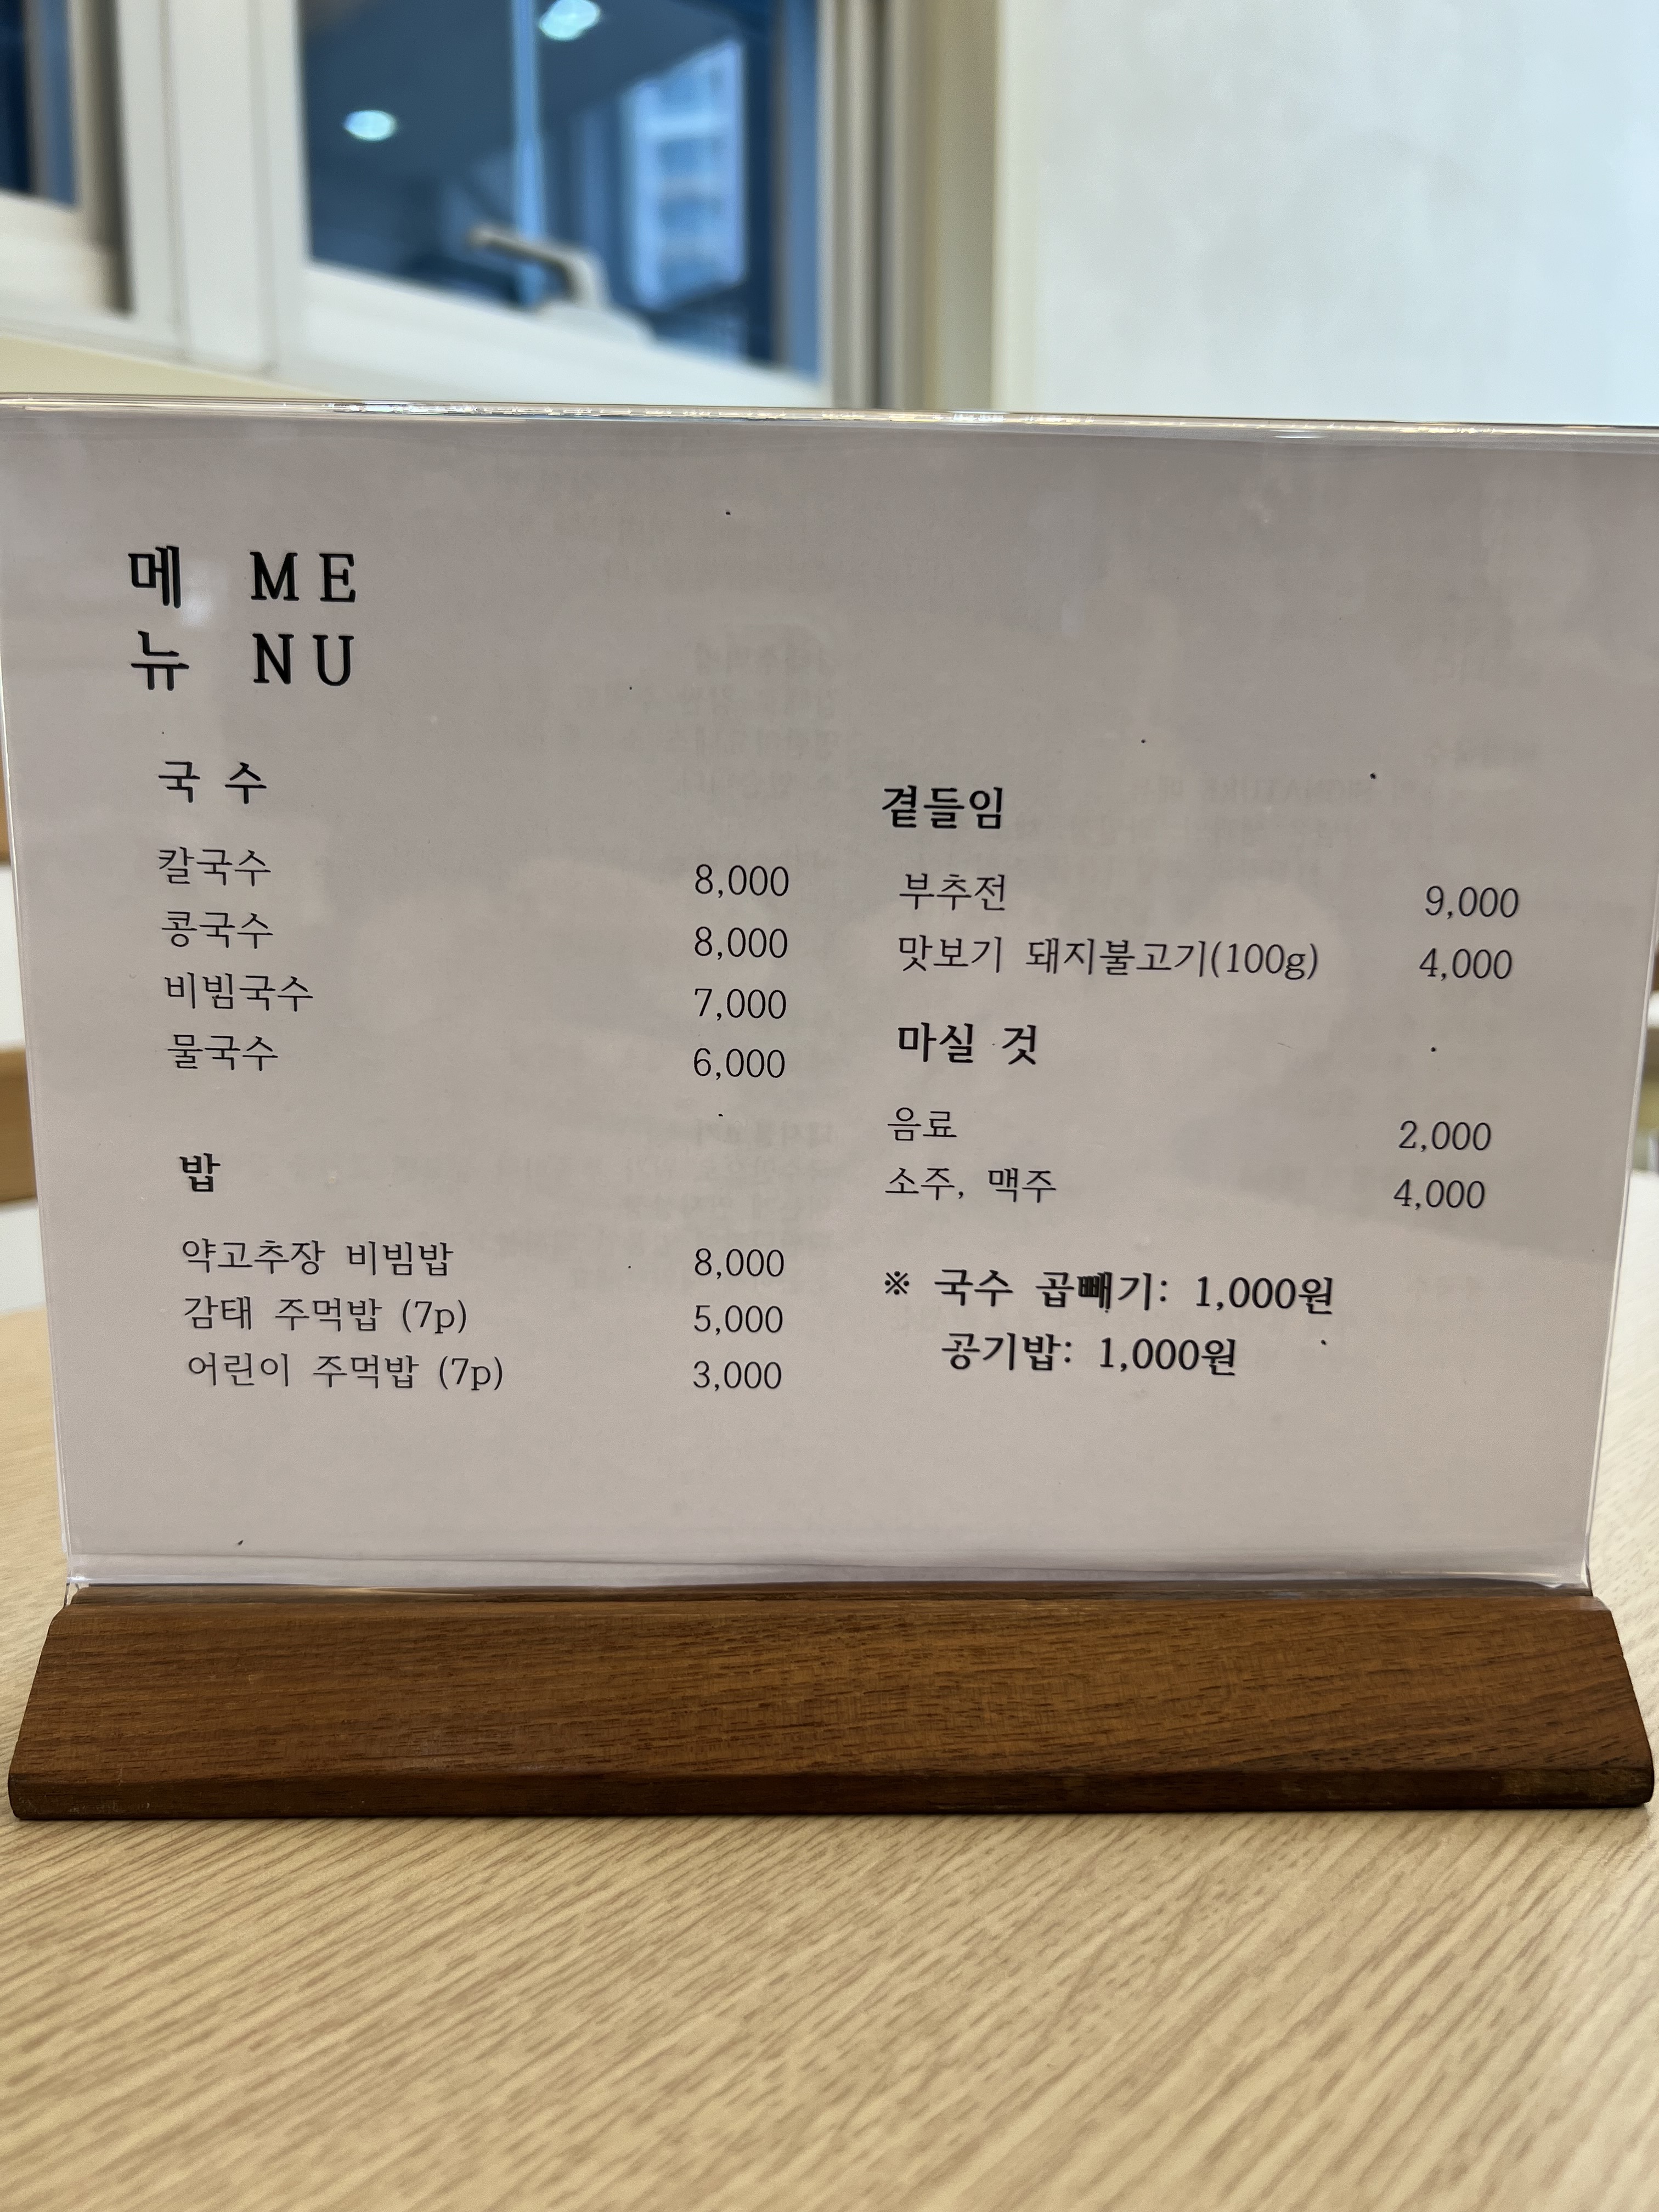 메 ME
뉴 NU
국 수
칼국수 8,000
콩국수 8,000
비빔국수 7,000
물국수 6,000
밥
약고추장 비빔밥 8,000
감태 주먹밥 (7p) 5,000
어린이 주먹밥 (7p) 3,000
곁들임
부추전 9,000
맛보기 돼지불고기(100g) 4,000
마실 것
음료 2,000
소주, 맥주 4,000
※ 국수 곱빼기: 1,000원
공기밥: 1,000원